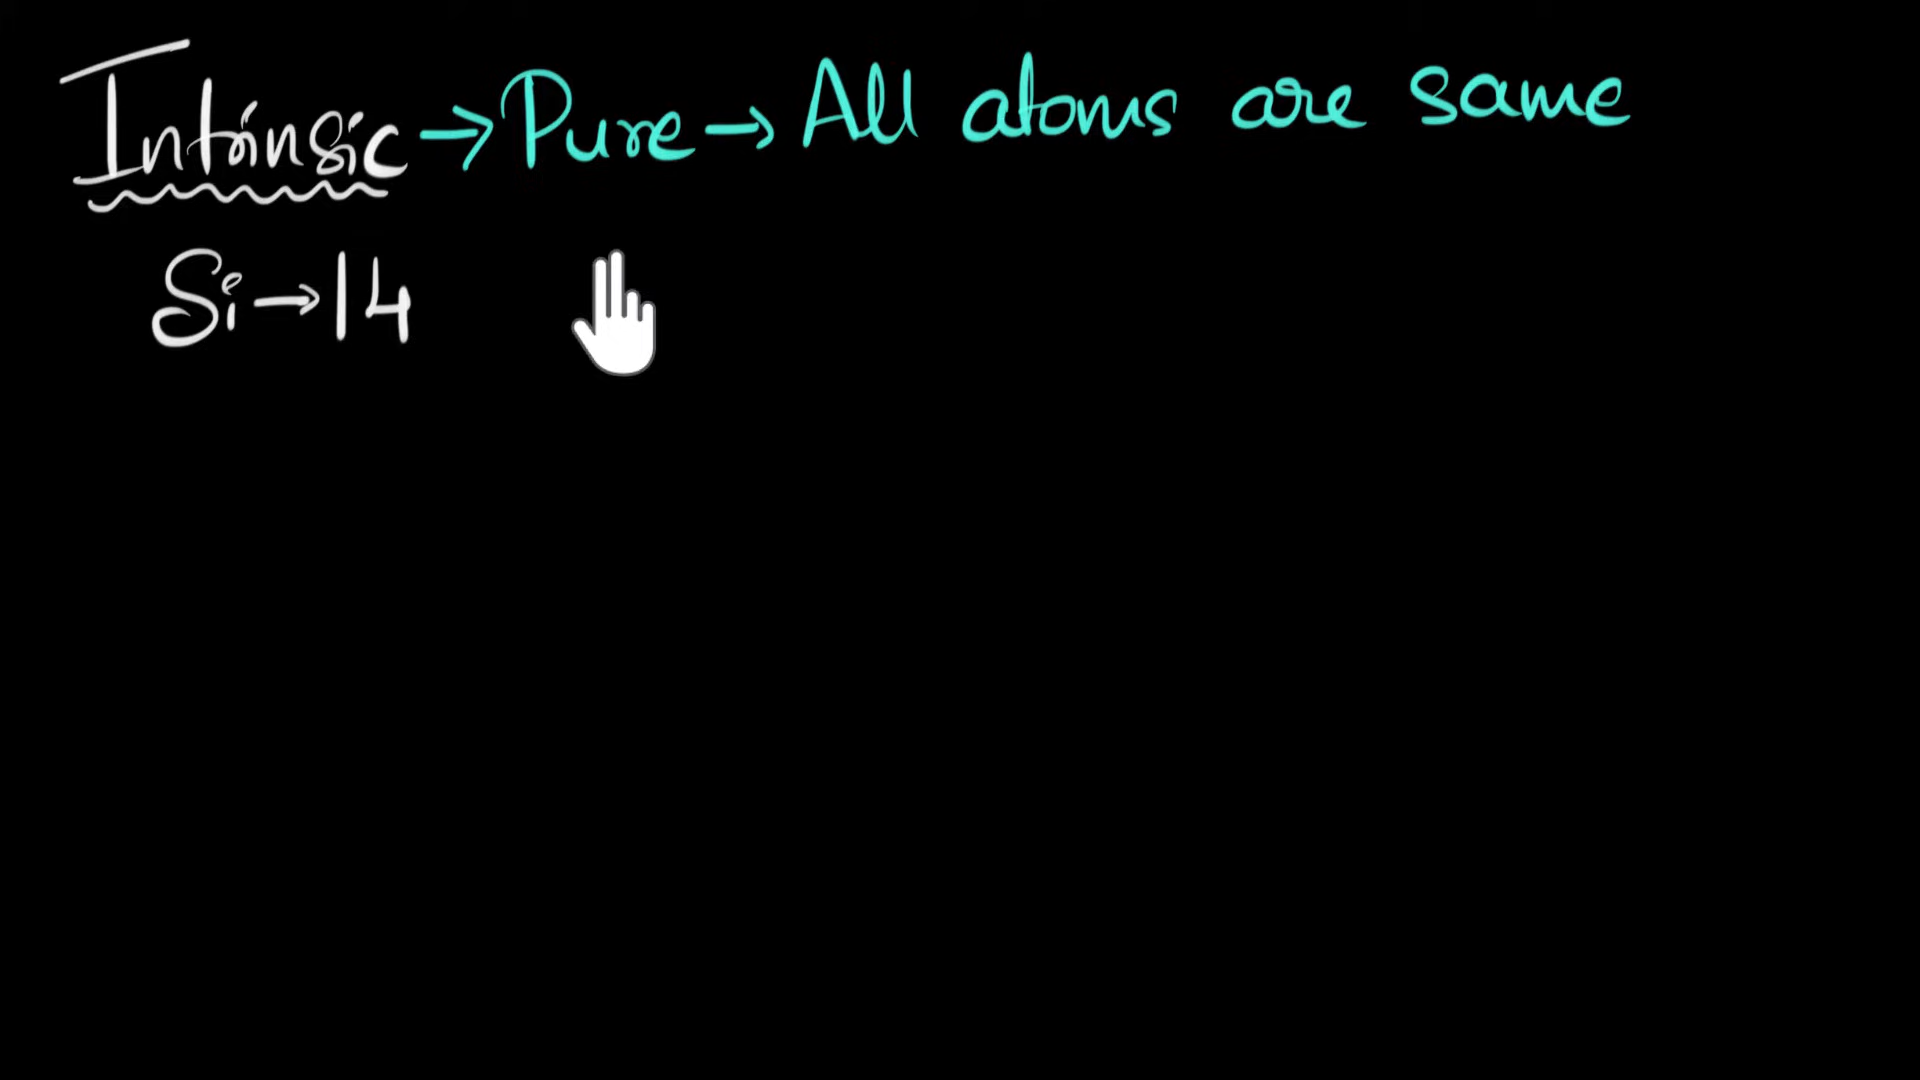 Intrinsic → Pure → All atoms are same
Si → 14